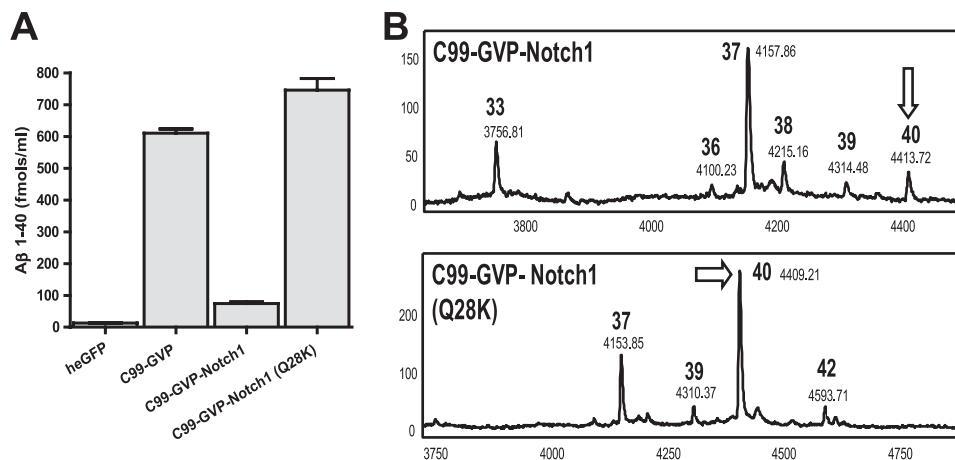 A
Aβ 1-40 (fmols/ml)
800
700
600
500
400
300
200
100
0
heGFP
C99-GVP
C99-GVP-Notch1
C99-GVP-Notch1 (Q28K)
B
C99-GVP-Notch1
150
100
50
0
33
3756.81
36
4100.23
37 4157.86
38
4215.16
39
4314.48
40
4413.72
3800 4000 4200 4400
C99-GVP- Notch1
(Q28K)
200
100
0
37
4153.85
39
4310.37
40 4409.21
42
4593.71
3750 4000 4250 4500 4750